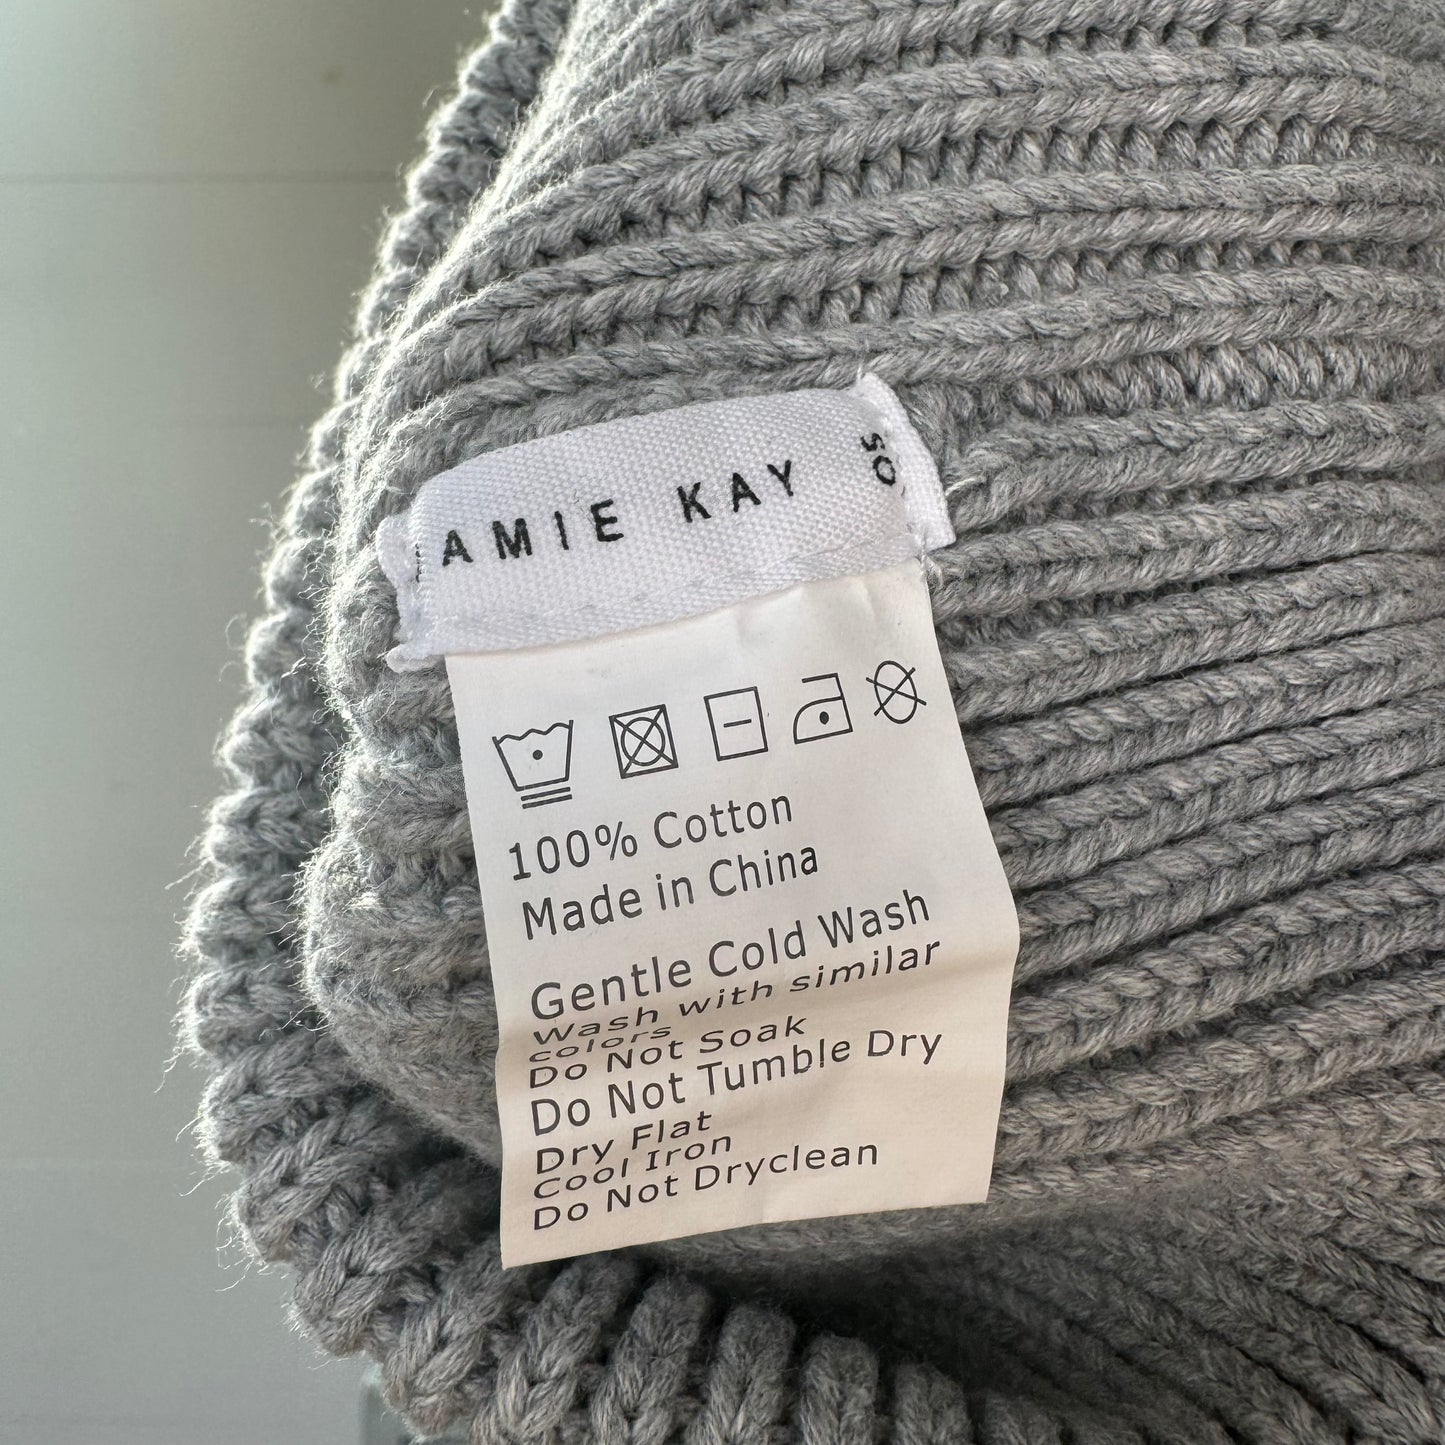 JAMIE KAY OS
100% Cotton
Made in China
Gentle Cold Wash
Wash with similar
colors
Do Not Soak
Do Not Tumble Dry
Dry Flat
Cool Iron
Do Not Dryclean